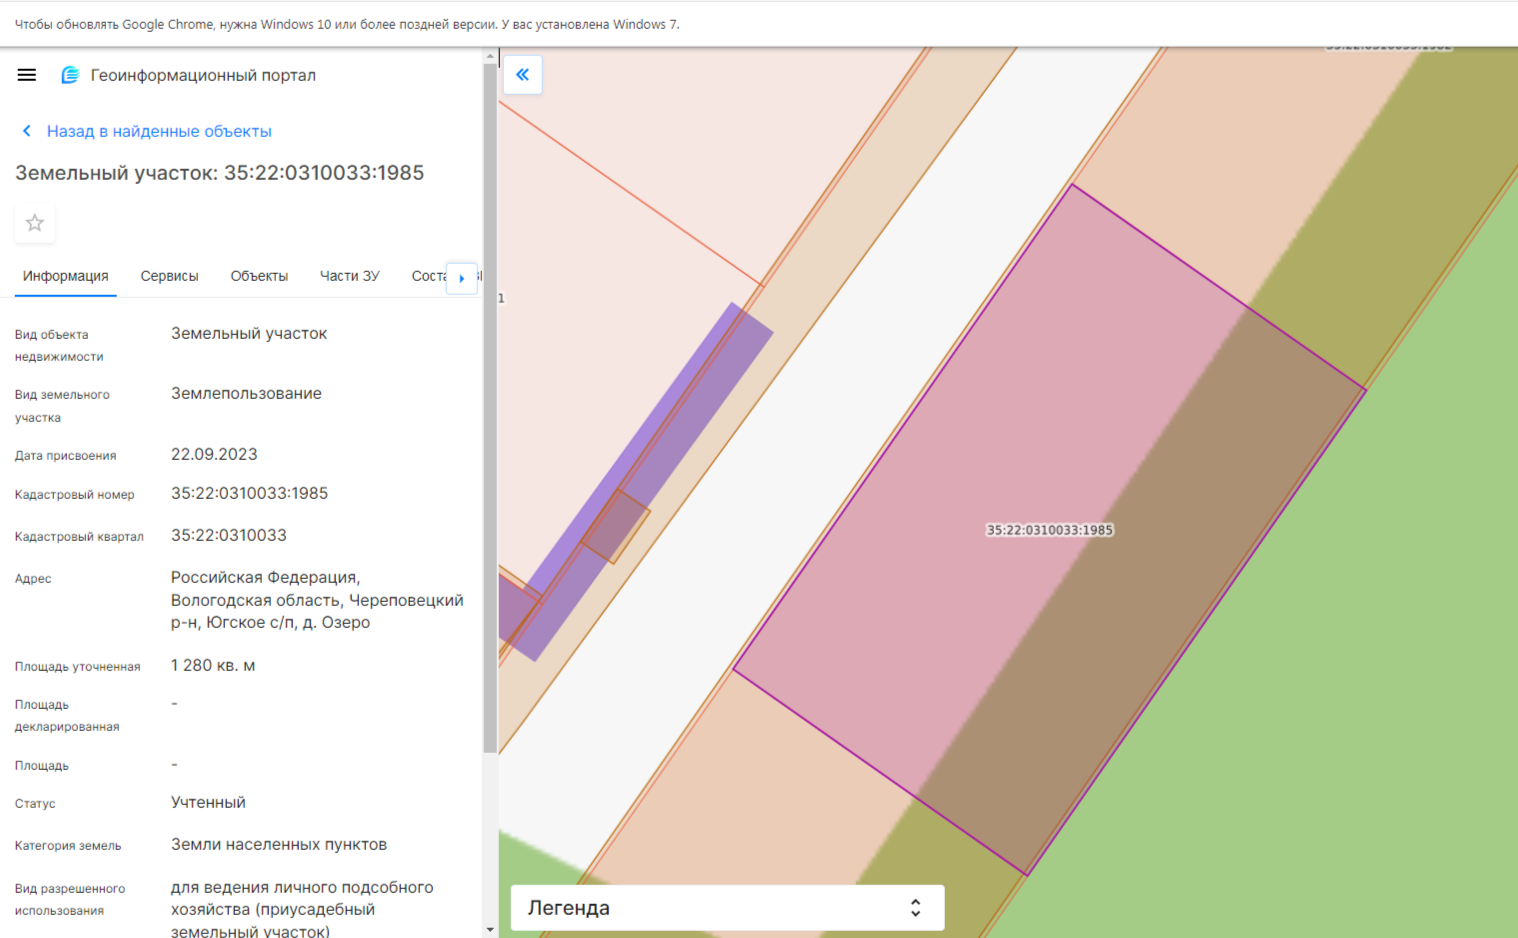 Чтобы обновлять Google Chrome, нужна Windows 10 или более поздней версии. У вас установлена Windows 7.
Геоинформационный портал
Назад в найденные объекты
Земельный участок: 35:22:0310033:1985
Информация Сервисы Объекты Части ЗУ
Вид объекта
недвижимости
Земельный участок
Вид земельного
участка
Землепользование
Дата присвоения
22.09.2023
Кадастровый номер
35:22:0310033:1985
Кадастровый квартал
35:22:0310033
Адрес
Российская Федерация,
Вологодская область, Череповецкий
р-н, Югское с/п, д. Озеро
Площадь уточненная
1 280 кв. м
Площадь
декларированная
-
Площадь
-
Статус
Учтенный
Категория земель
Земли населенных пунктов
Вид разрешенного
использования
для ведения личного подсобного
хозяйства (приусадебный
земельный участок)
1
35:22:0310033:1985
Легенда